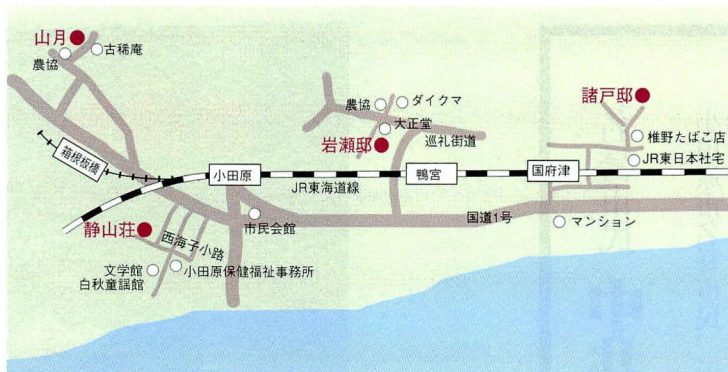 山月
古稀庵
農協
箱根板橋
小田原
JR東海道線
静山荘
西海子小路
市民会館
文学館
白秋童謡館
小田原保健福祉事務所
農協
ダイクマ
大正堂
岩瀬邸
巡礼街道
鴨宮
国道1号
諸戸邸
椎野たばこ店
JR東日本社宅
国府津
マンション